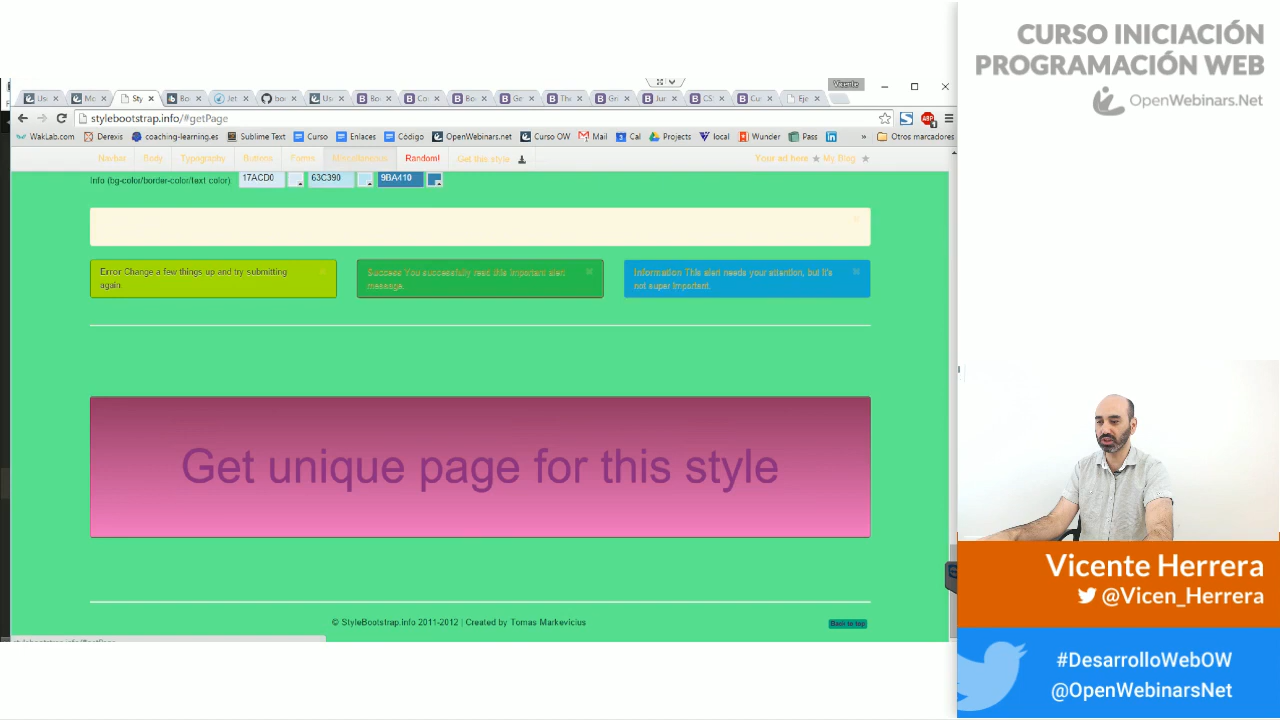 CURSO INICIACIÓN
PROGRAMACIÓN WEB
OpenWebinars.Net
Vicente
stylebootstrap.info/#getPage
WakLab.com Derexis coaching-learning.es Sublime Text Curso Enlaces Código OpenWebinars.net Curso OW Mail Cal Projects local Wunder Pass in » Otros marcadores
Navbar Body Typography Buttons Forms Miscellaneous Random! Get this style Your ad here ★ My Blog ★
Info (bg-color/border-color/text color) 17ACD0 63C390 9BA410
Error Change a few things up and try submitting
again.
Success You successfully read this important alert
message.
Information This alert needs your attention, but it's
not super important.
Get unique page for this style
© StyleBootstrap.info 2011-2012 | Created by Tomas Markevicius
Back to top
Vicente Herrera
@Vicen_Herrera
#DesarrolloWebOW
@OpenWebinarsNet